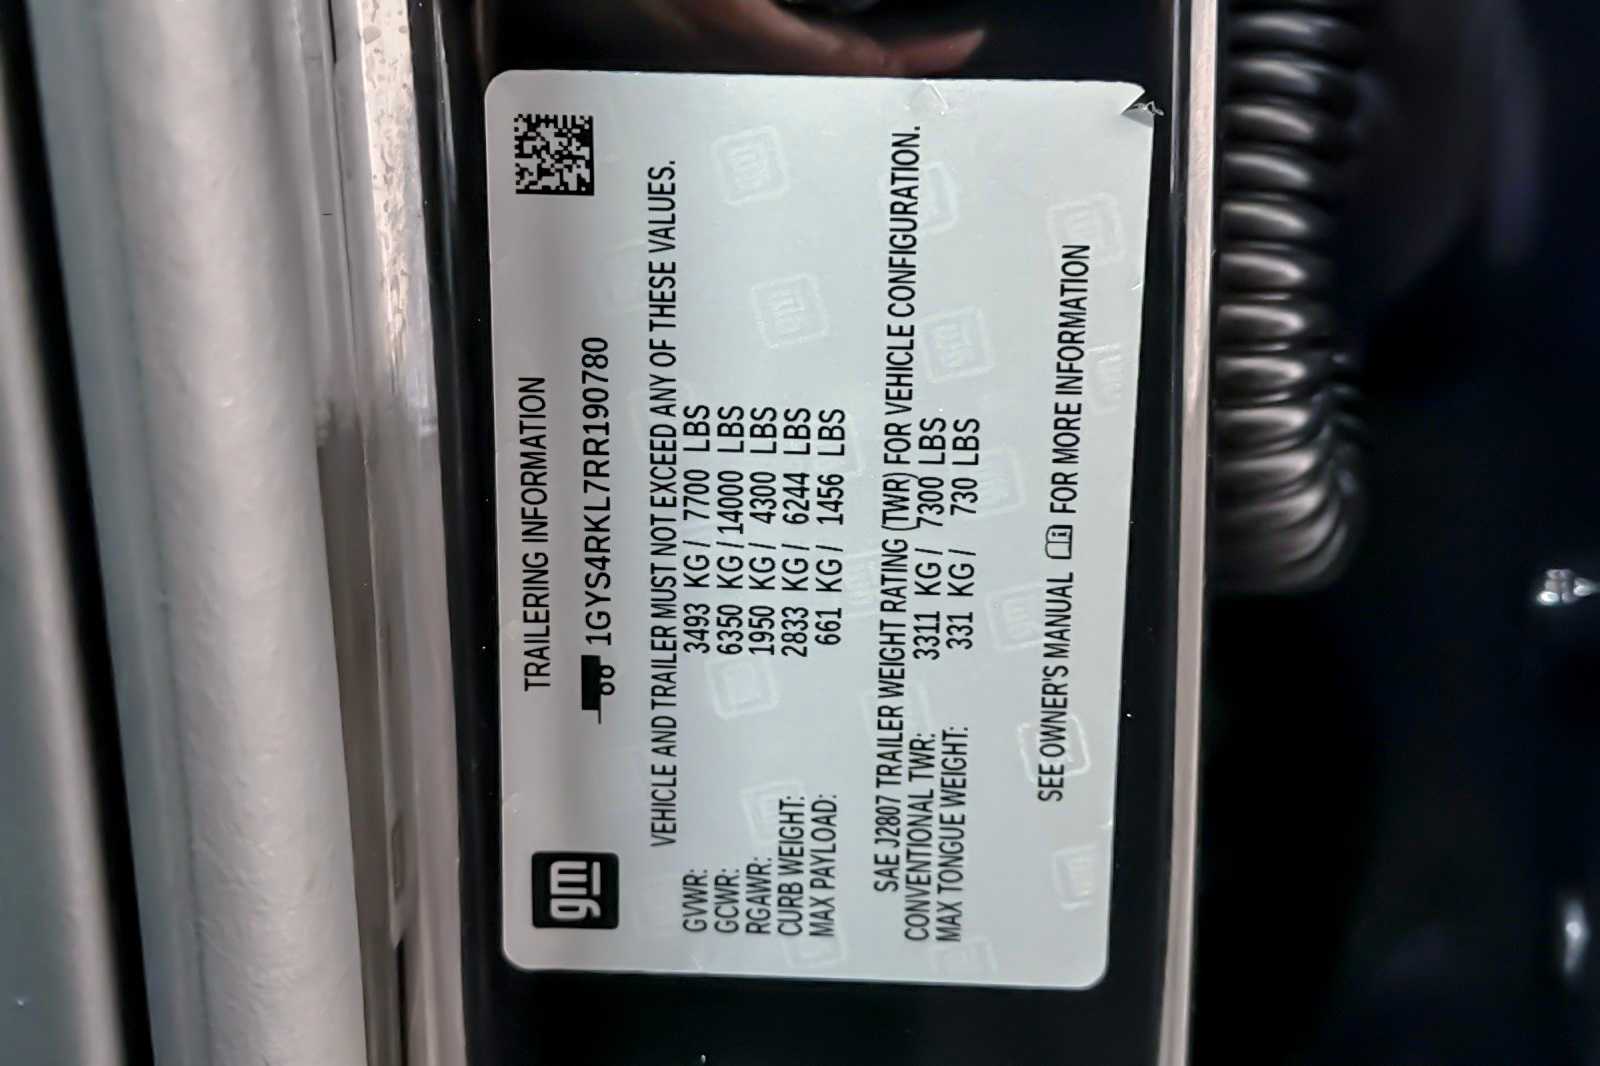 gm
TRAILERING INFORMATION
1GYS4RKL7RR190780
VEHICLE AND TRAILER MUST NOT EXCEED ANY OF THESE VALUES.
GVWR: 3493 KG / 7700 LBS
GCWR: 6350 KG / 14000 LBS
RGAWR: 1950 KG / 4300 LBS
CURB WEIGHT: 2833 KG / 6244 LBS
MAX PAYLOAD: 661 KG / 1456 LBS
SAE J2807 TRAILER WEIGHT RATING (TWR) FOR VEHICLE CONFIGURATION.
CONVENTIONAL TWR: 3311 KG / 7300 LBS
MAX TONGUE WEIGHT: 331 KG / 730 LBS
SEE OWNER'S MANUAL FOR MORE INFORMATION